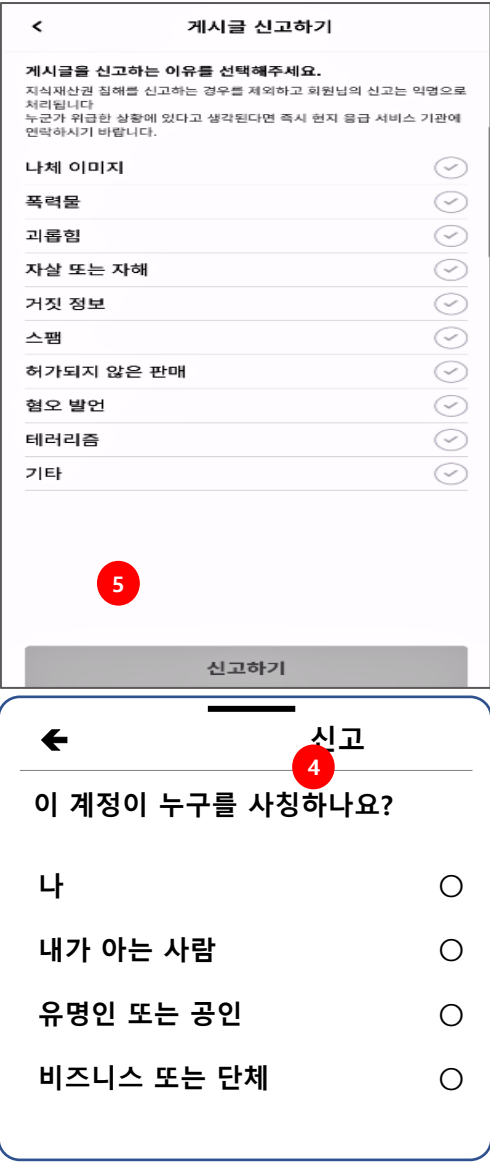 게시글 신고하기
게시글을 신고하는 이유를 선택해주세요.
지식재산권 침해를 신고하는 경우를 제외하고 회원님의 신고는 익명으로
처리됩니다
누군가 위급한 상황에 있다고 생각된다면 즉시 현지 응급 서비스 기관에
연락하시기 바랍니다.
나체 이미지
폭력물
괴롭힘
자살 또는 자해
거짓 정보
스팸
허가되지 않은 판매
혐오 발언
테러리즘
기타
5
신고하기
신고
4
이 계정이 누구를 사칭하나요?
나
내가 아는 사람
유명인 또는 공인
비즈니스 또는 단체